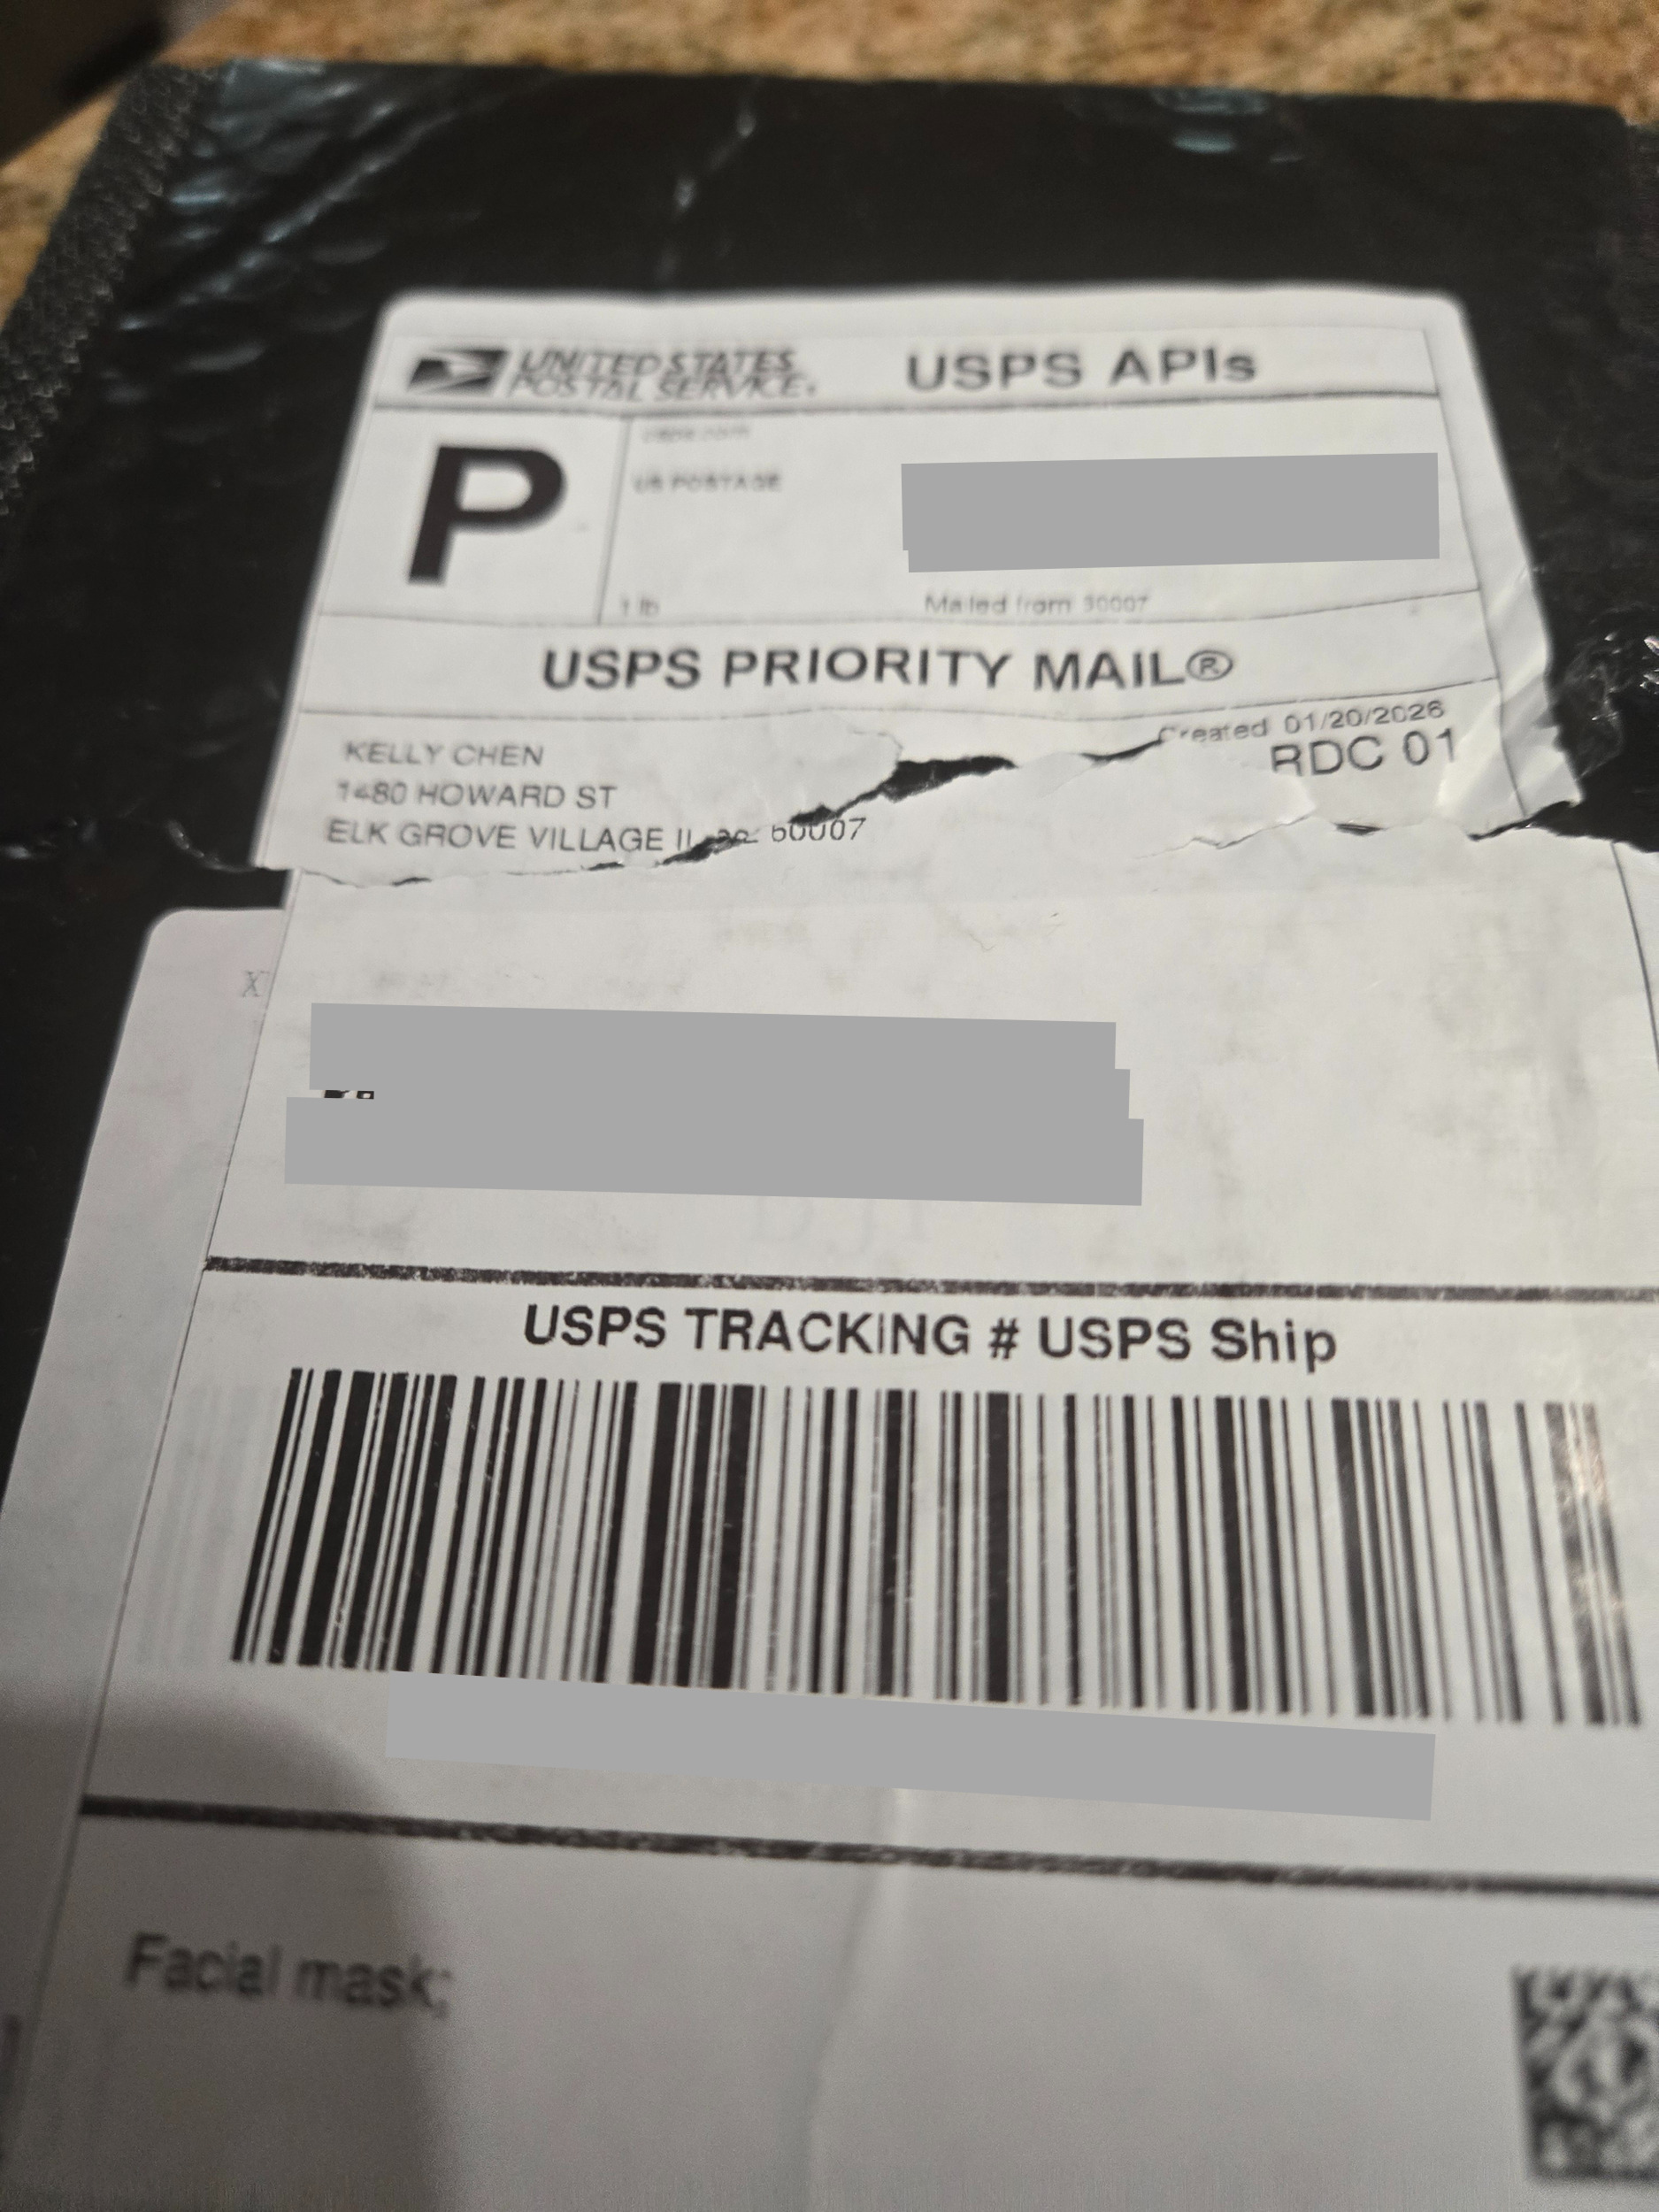 UNITED STATES USPS APIs
POSTAL SERVICE.
P
usps.com
US POSTAGE
1 lb Mailed from 30007
USPS PRIORITY MAIL®
Created 01/20/2026
KELLY CHEN RDC 01
1480 HOWARD ST
ELK GROVE VILLAGE IL 60007
X
USPS TRACKING # USPS Ship
Facial mask;